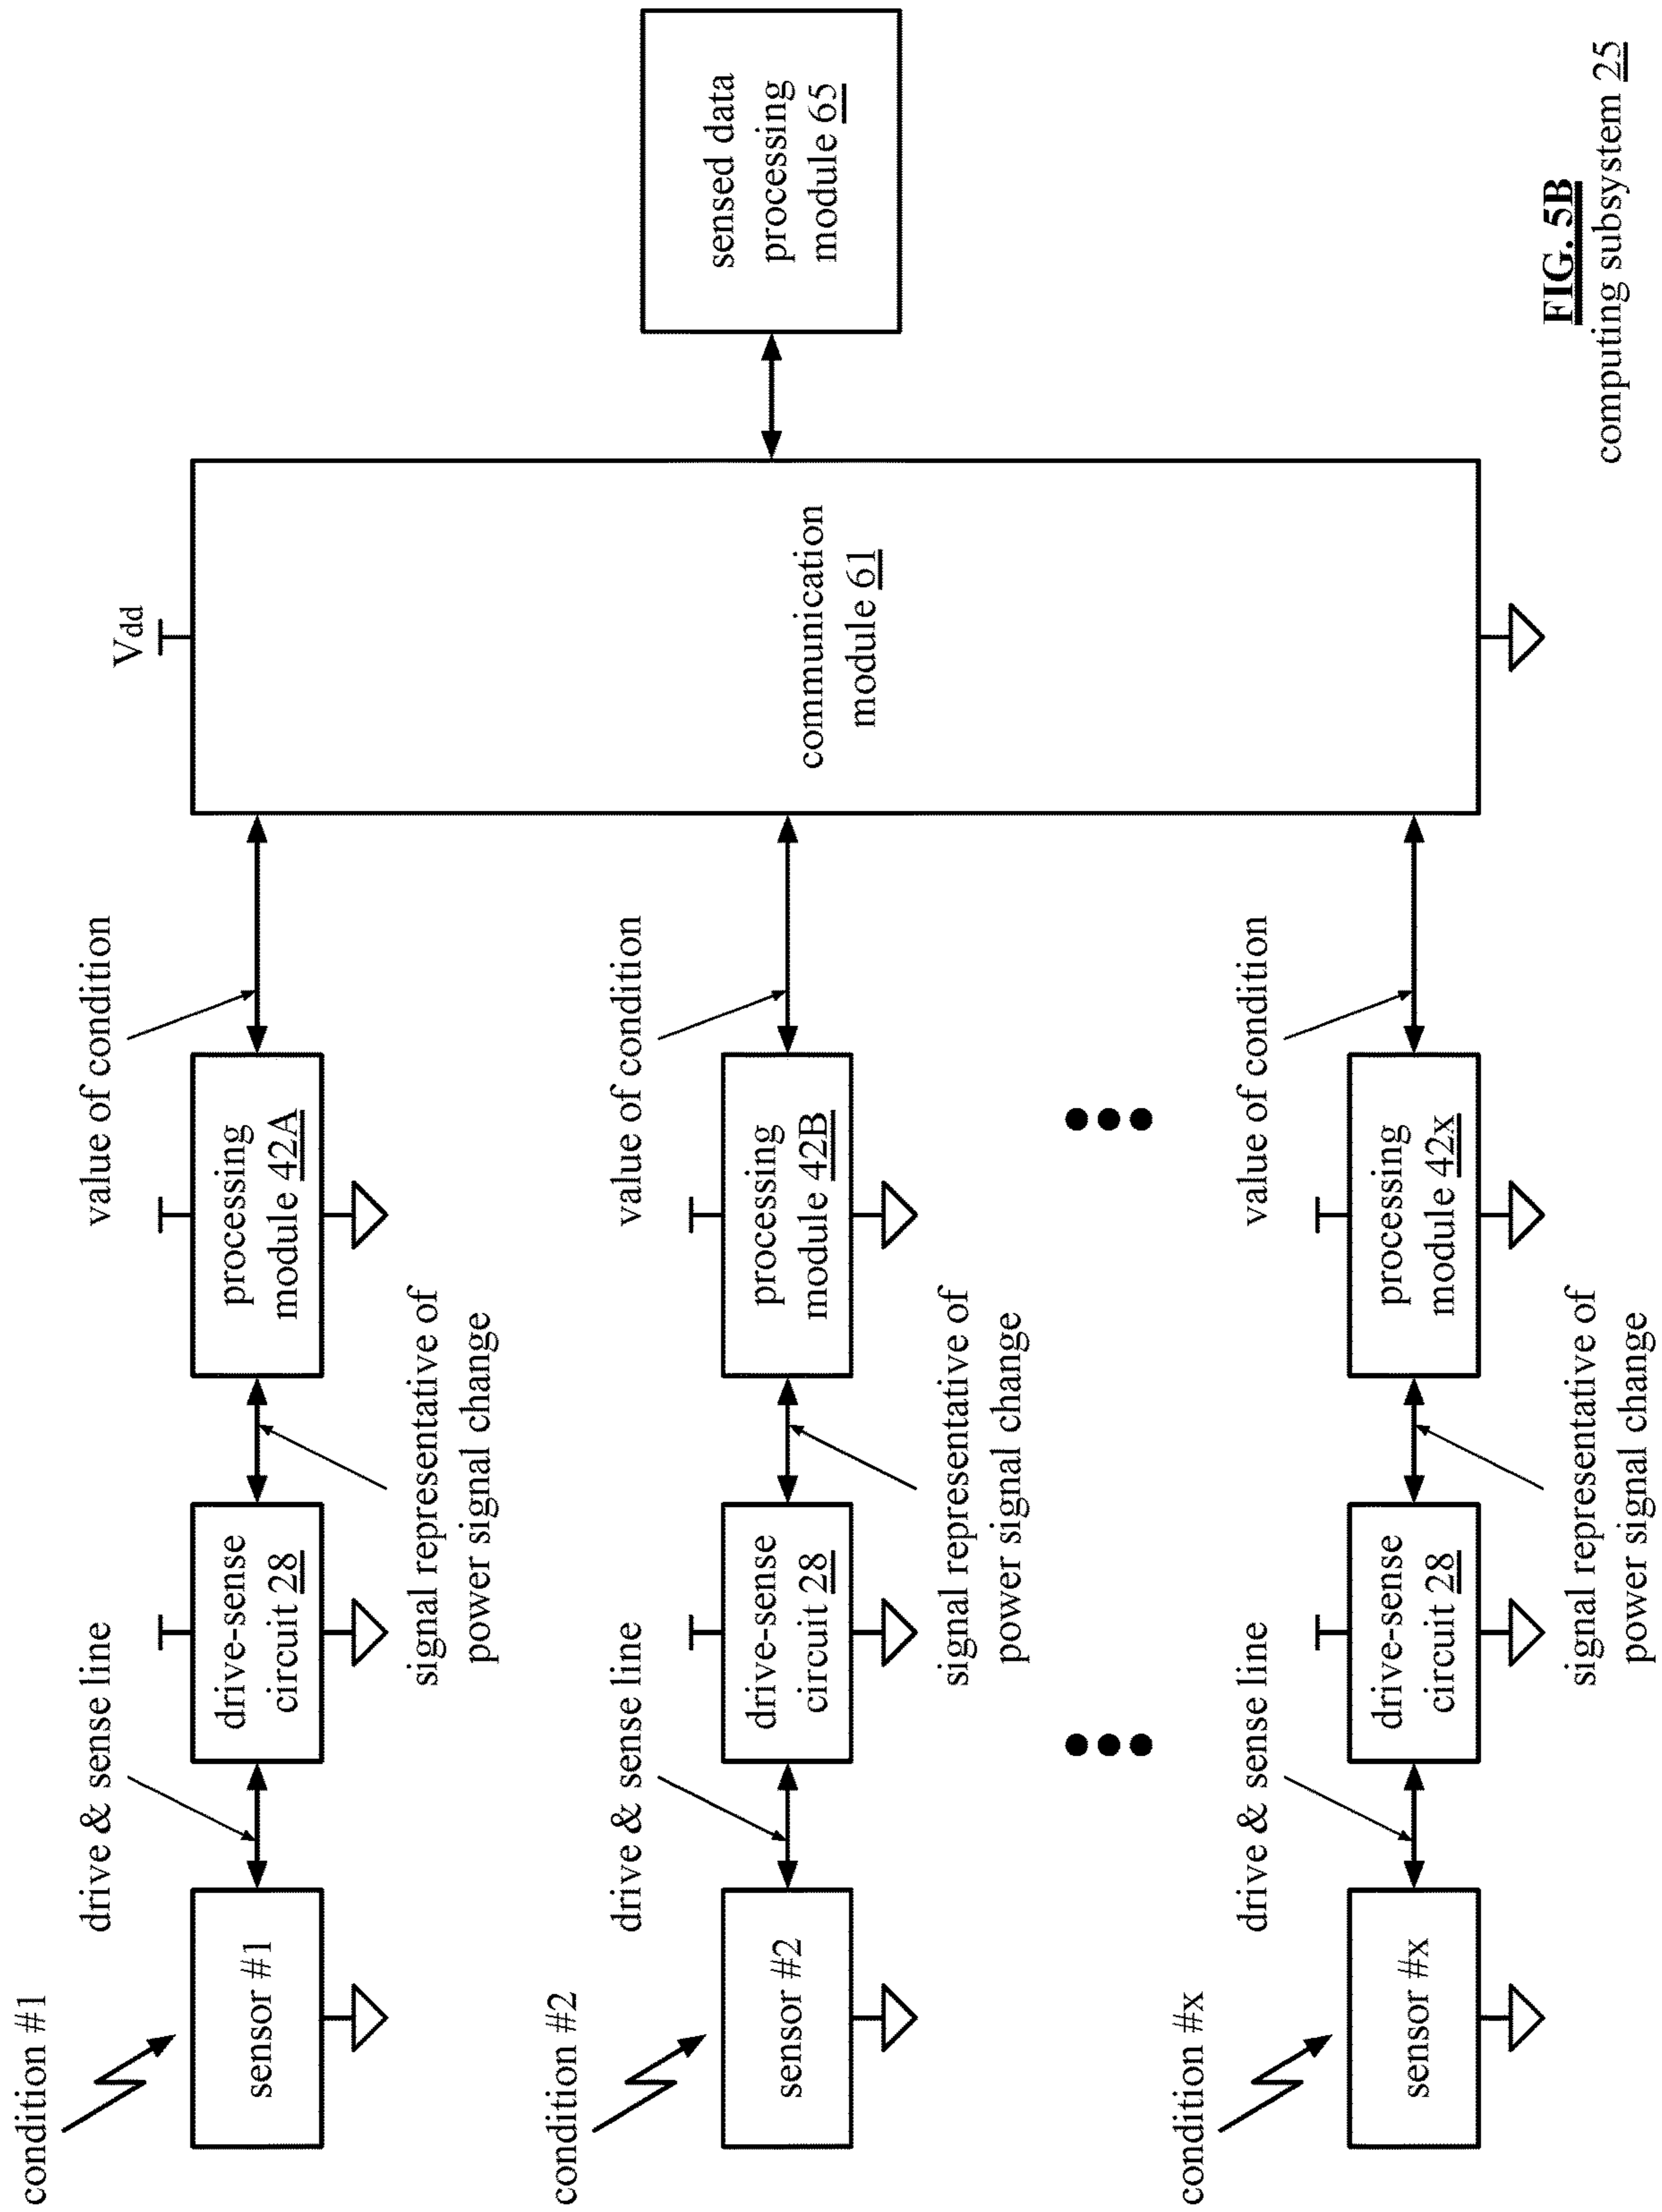 condition #1
sensor #1
drive & sense line
drive-sense
circuit 28
signal representative of
power signal change
processing
module 42A
value of condition
condition #2
sensor #2
drive & sense line
drive-sense
circuit 28
signal representative of
power signal change
processing
module 42B
value of condition
condition #x
sensor #x
drive & sense line
drive-sense
circuit 28
signal representative of
power signal change
processing
module 42x
value of condition
Vdd
communication
module 61
sensed data
processing
module 65
FIG. 5B
computing subsystem 25